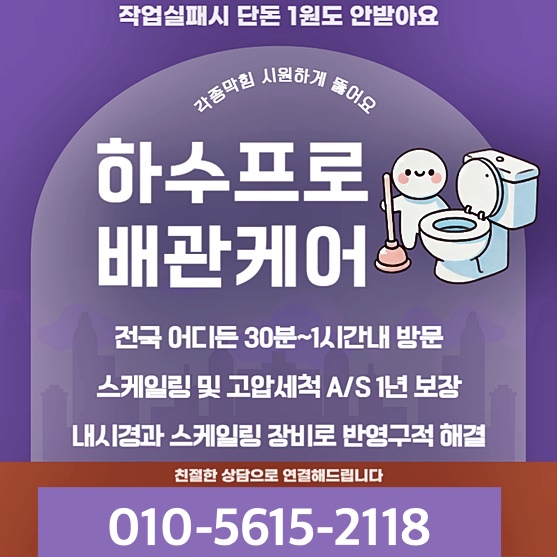 작업실패시 단돈 1원도 안받아요
각종막힘 시원하게 뚫어요
하수프로
배관케어
전국 어디든 30분~1시간내 방문
스케일링 및 고압세척 A/S 1년 보장
내시경과 스케일링 장비로 반영구적 해결
친절한 상담으로 연결해드립니다
010-5615-2118